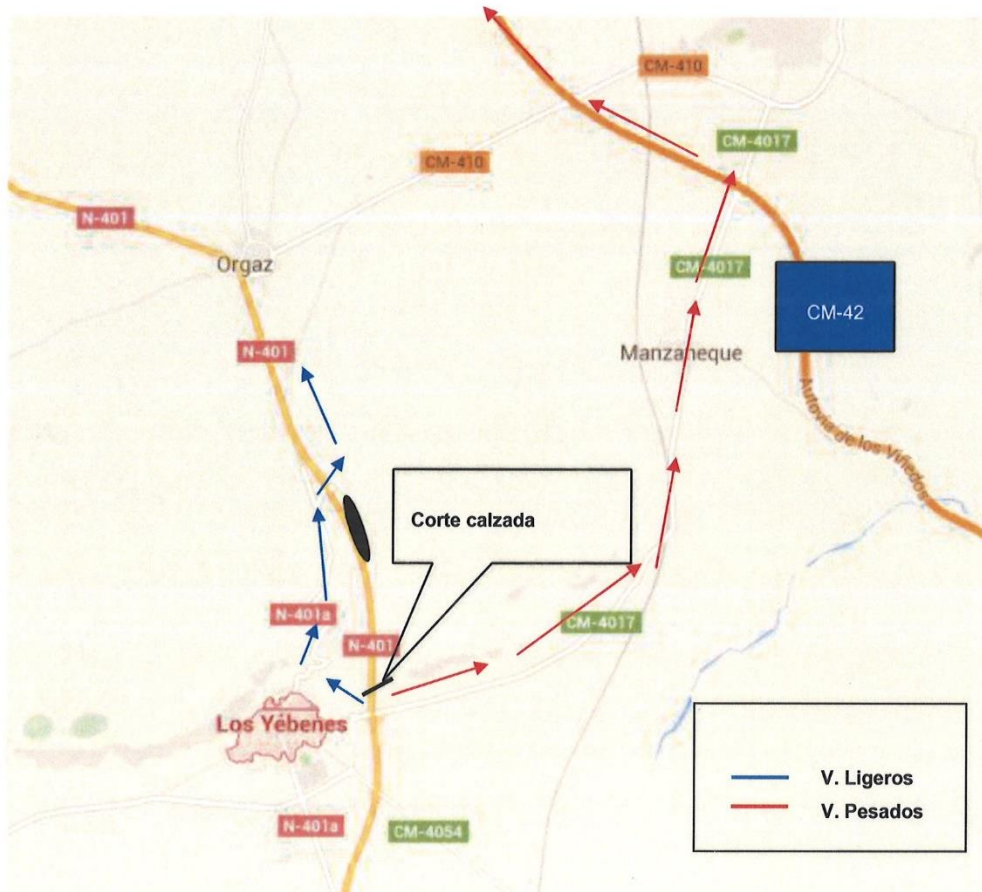 CM-410
CM-4017
CM-410
N-401
Orgaz
CM-4017
CM-42
N-401
Manzaneque
Autovía de los Viñedos
Corte calzada
N-401a
CM-4017
N-401
Los Yébenes
V. Ligeros
V. Pesados
N-401a
CM-4054